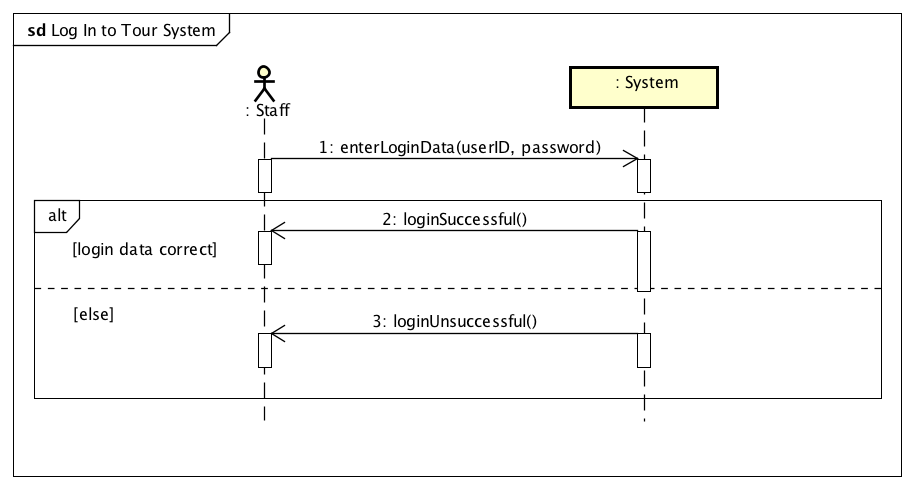 sd Log In to Tour System
: Staff
: System
1: enterLoginData(userID, password)
alt
2: loginSuccessful()
[login data correct]
[else]
3: loginUnsuccessful()